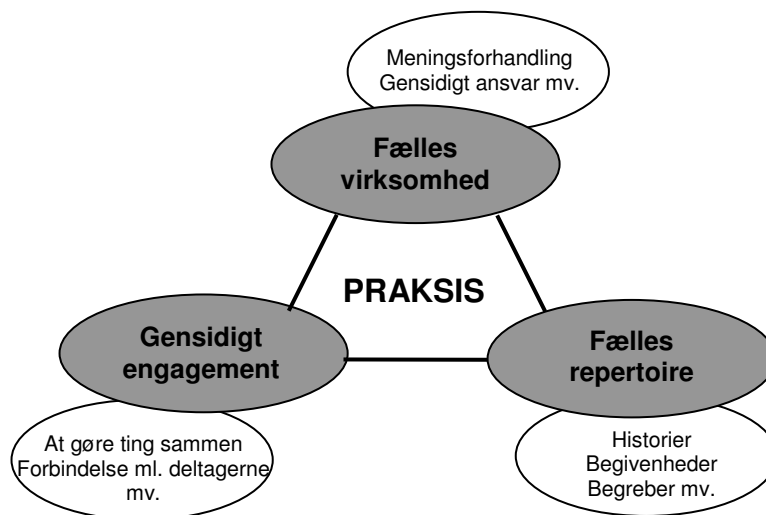 Meningsforhandling
Gensidigt ansvar mv.
Fælles
virksomhed
PRAKSIS
Gensidigt
engagement
Fælles
repertoire
At gøre ting sammen
Forbindelse ml. deltagerne
mv.
Historier
Begivenheder
Begreber mv.